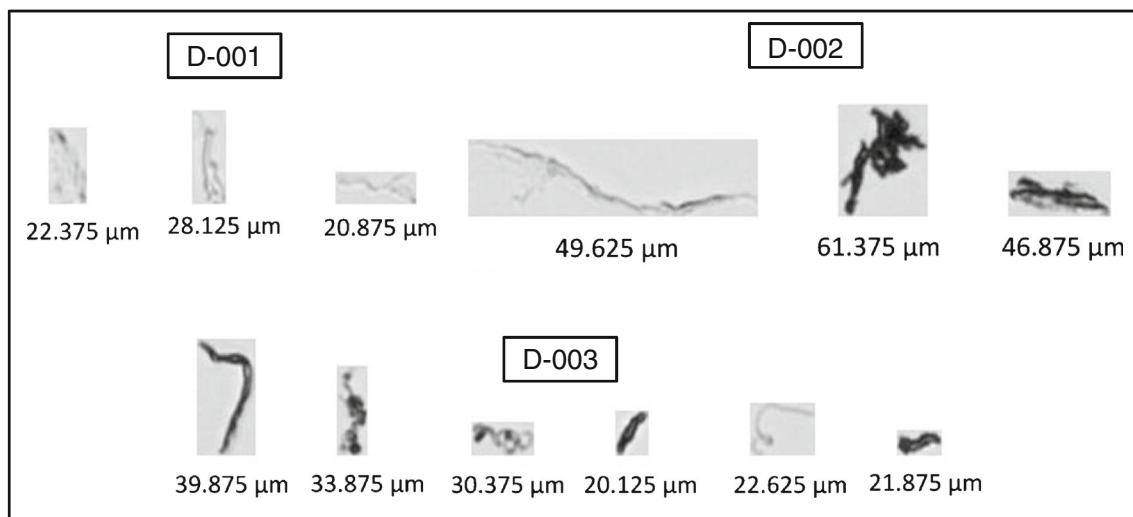 D-001
D-002
22.375 µm
28.125 µm
20.875 µm
49.625 µm
61.375 µm
46.875 µm
D-003
39.875 µm
33.875 µm
30.375 µm
20.125 µm
22.625 µm
21.875 µm